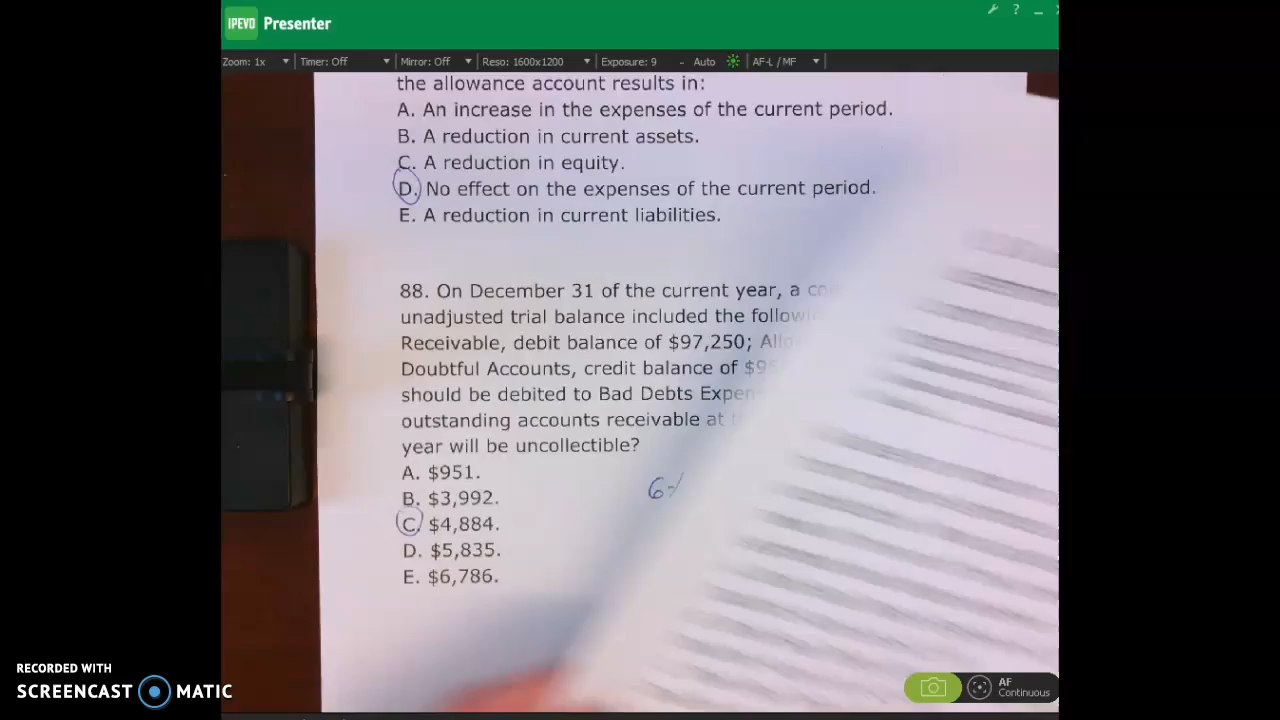 IPEVO Presenter
?
Zoom: 1x Timer: Off Mirror: Off Reso: 1600x1200 Exposure: 9 - Auto AF-L / MF
the allowance account results in:
A. An increase in the expenses of the current period.
B. A reduction in current assets.
C. A reduction in equity.
D. No effect on the expenses of the current period.
E. A reduction in current liabilities.
88. On December 31 of the current year, a
unadjusted trial balance included the
Receivable, debit balance of $97,250;
Doubtful Accounts, credit balance of
should be debited to Bad Debts
outstanding accounts receivable at
year will be uncollectible?
A. $951.
B. $3,992.
C. $4,884.
D. $5,835.
E. $6,786.
RECORDED WITH
SCREENCAST MATIC
AF
Continuous